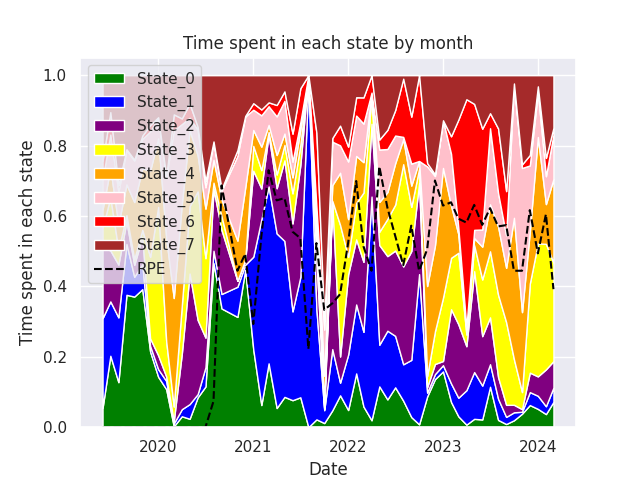 Time spent in each state by month
1.0
0.8
0.6
0.4
0.2
0.0
Time spent in each state
State_0
State_1
State_2
State_3
State_4
State_5
State_6
State_7
RPE
2020 2021 2022 2023 2024
Date